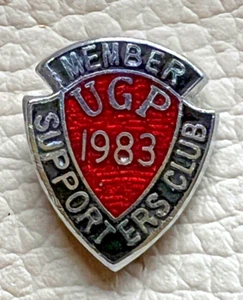 MEMBER
UGP
1983
SUPPORTERS CLUB